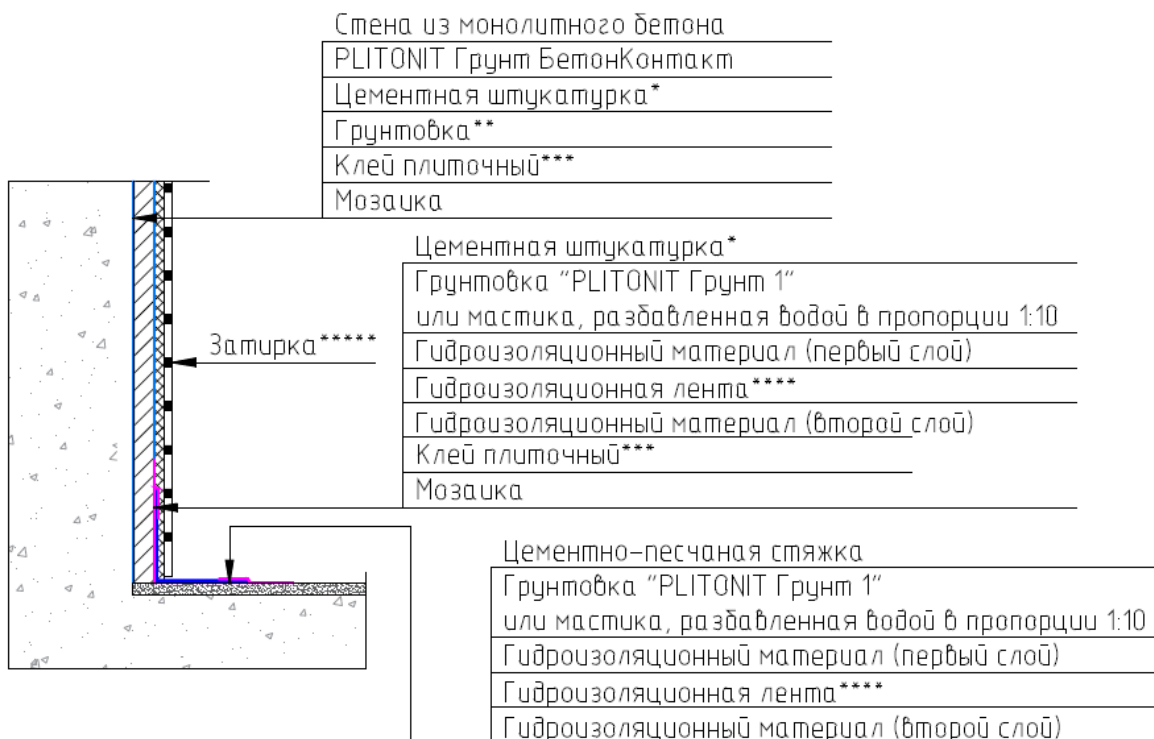 Стена из монолитного бетона
PLITONIT Грунт БетонКонтакт
Цементная штукатурка*
Грунтовка**
Клей плиточный***
Мозаика
Цементная штукатурка*
Грунтовка “PLITONIT Грунт 1“
или мастика, разбавленная водой в пропорции 1:10
Гидроизоляционный материал (первый слой)
Затирка*****
Гидроизоляционная лента****
Гидроизоляционный материал (второй слой)
Клей плиточный***
Мозаика
Цементно-песчаная стяжка
Грунтовка “PLITONIT Грунт 1“
или мастика, разбавленная водой в пропорции 1:10
Гидроизоляционный материал (первый слой)
Гидроизоляционная лента****
Гидроизоляционный материал (второй слой)